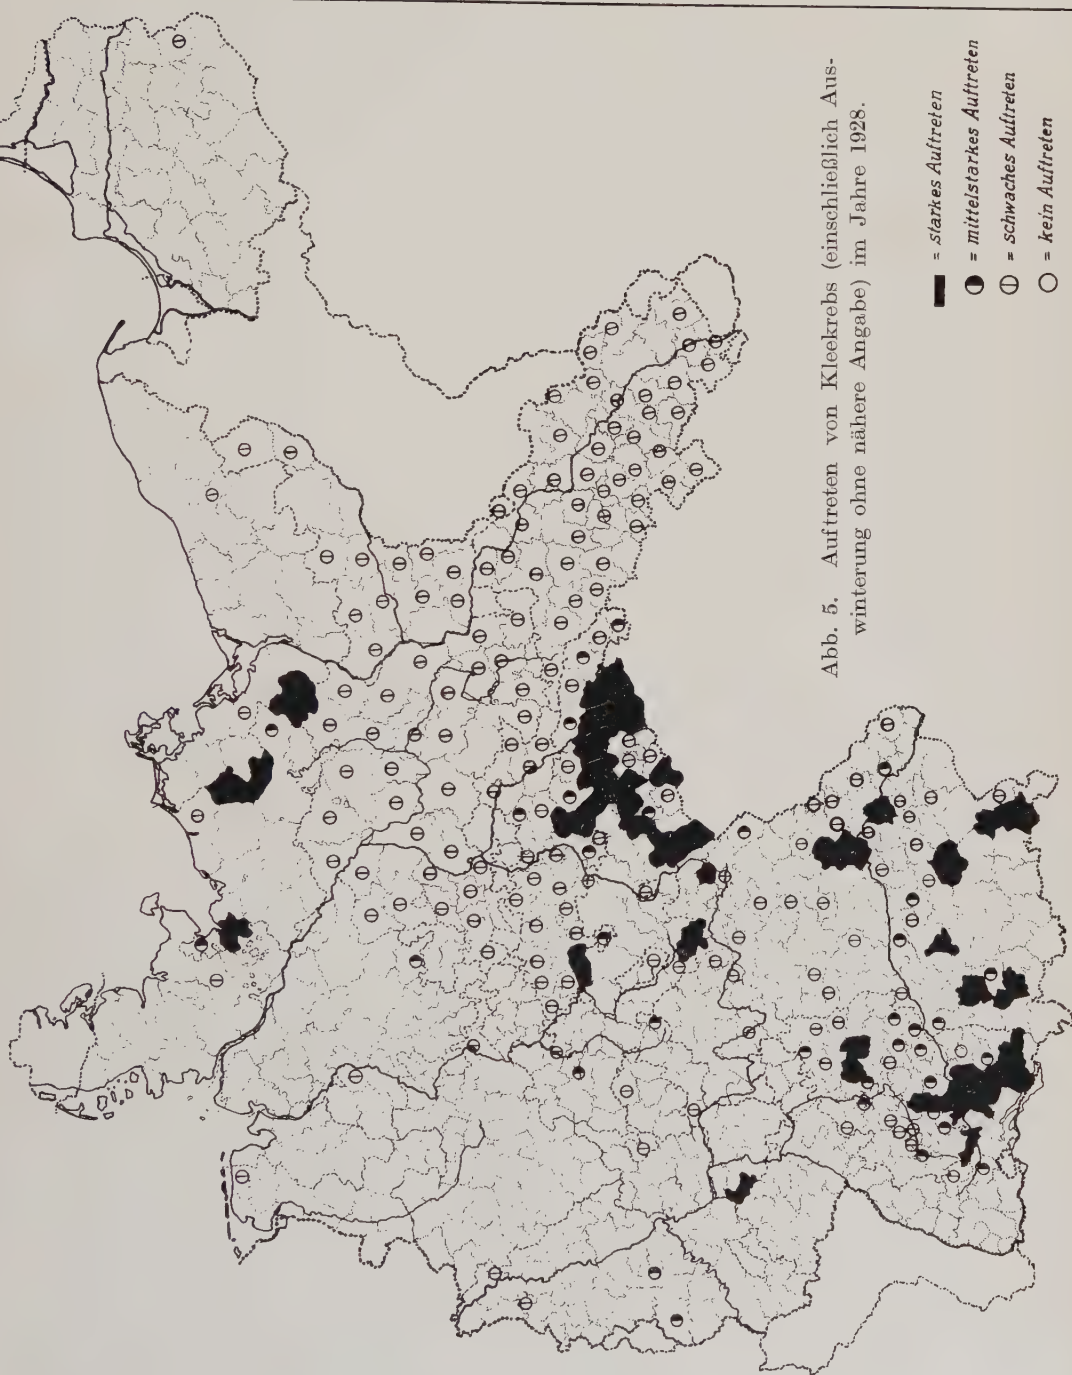 Abb. 5. Auftreten von Kleekrebs (einschließlich Aus-
winterung ohne nähere Angabe) im Jahre 1928.
= starkes Auftreten
= mittelstarkes Auftreten
= schwaches Auftreten
= kein Auftreten